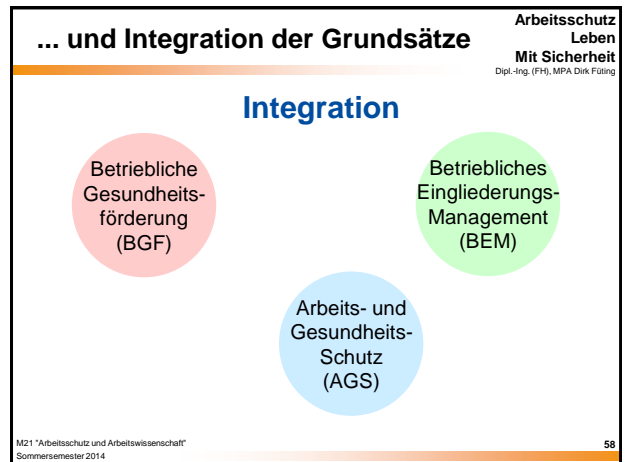 ... und Integration der Grundsätze
Arbeitsschutz
Leben
Mit Sicherheit
Dipl.-Ing. (FH), MPA Dirk Füting
Integration
Betriebliche
Gesundheits-
förderung
(BGF)
Betriebliches
Eingliederungs-
Management
(BEM)
Arbeits- und
Gesundheits-
Schutz
(AGS)
M21 "Arbeitsschutz und Arbeitswissenschaft"
Sommersemester 2014
58